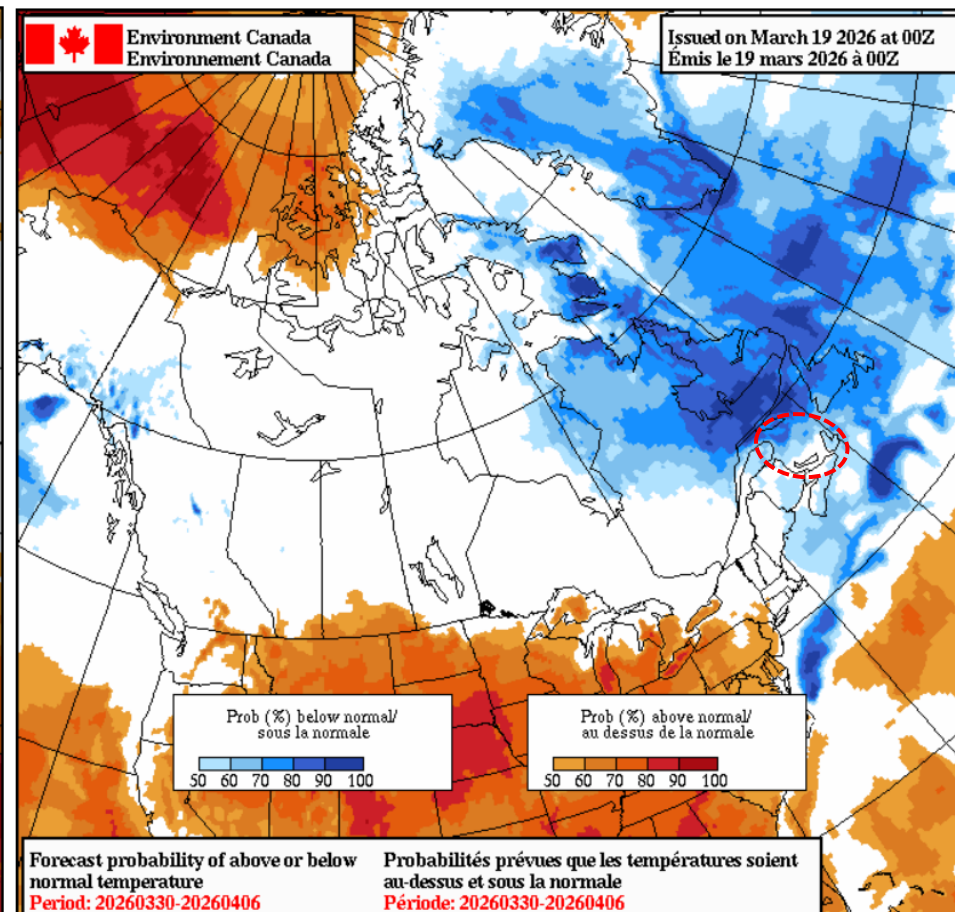 Environment Canada
Environnement Canada
Issued on March 19 2026 at 00Z
Émis le 19 mars 2026 à 00Z
Prob (%) below normal/
sous la normale
50 60 70 80 90 100
Prob (%) above normal/
au dessus de la normale
50 60 70 80 90 100
Forecast probability of above or below
normal temperature
Period: 20260330-20260406
Probabilités prévues que les températures soient
au-dessus et sous la normale
Période: 20260330-20260406